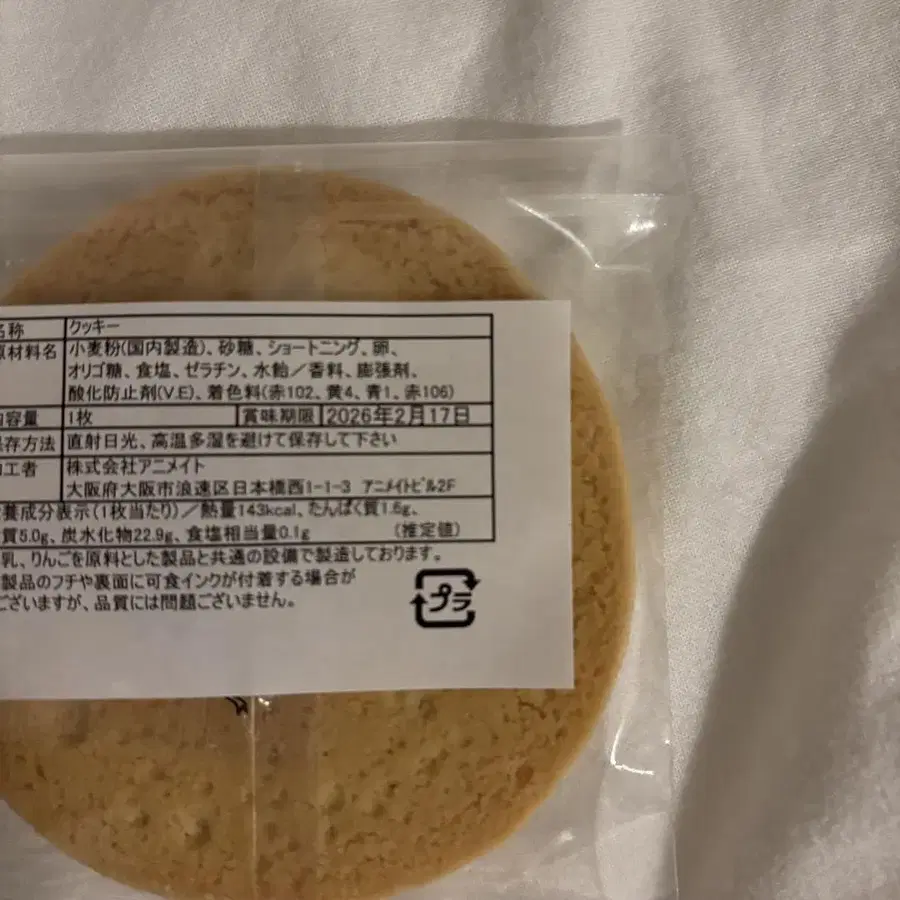 名称 クッキー
原材料名 小麦粉(国内製造)、砂糖、ショートニング、卵、
オリゴ糖、食塩、ゼラチン、水飴／香料、膨張剤、
酸化防止剤(V.E)、着色料(赤102、黄4、青1、赤106)
内容量 1枚 賞味期限 2026年2月17日
保存方法 直射日光、高温多湿を避けて保存して下さい
加工者 株式会社アニメイト
大阪府大阪市浪速区日本橋西1-1-3 アニメイトビル2F
養成分表示(1枚当たり)／熱量143kcal、たんぱく質1.6g、
質5.0g、炭水化物22.9g、食塩相当量0.1g (推定値)
乳、りんごを原料とした製品と共通の設備で製造しております。
製品のフチや裏面に可食インクが付着する場合が
ございますが、品質には問題ございません。
プラ